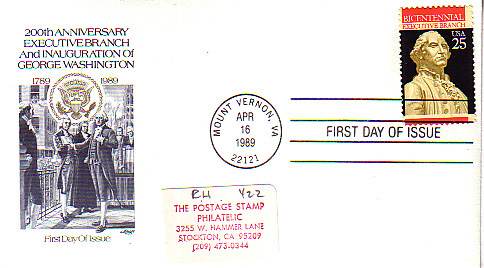 200th ANNIVERSARY
EXECUTIVE BRANCH
And INAUGURATION Of
GEORGE WASHINGTON
1789 1989
First Day Of Issue
MOUNT VERNON, VA
APR
16
1989
22121
BICENTENNIAL
EXECUTIVE BRANCH
USA
25
FIRST DAY OF ISSUE
RH Y22
THE POSTAGE STAMP
PHILATELIC
3255 W. HAMMER LANE
STOCKTON, CA 95209
(209) 473-0344